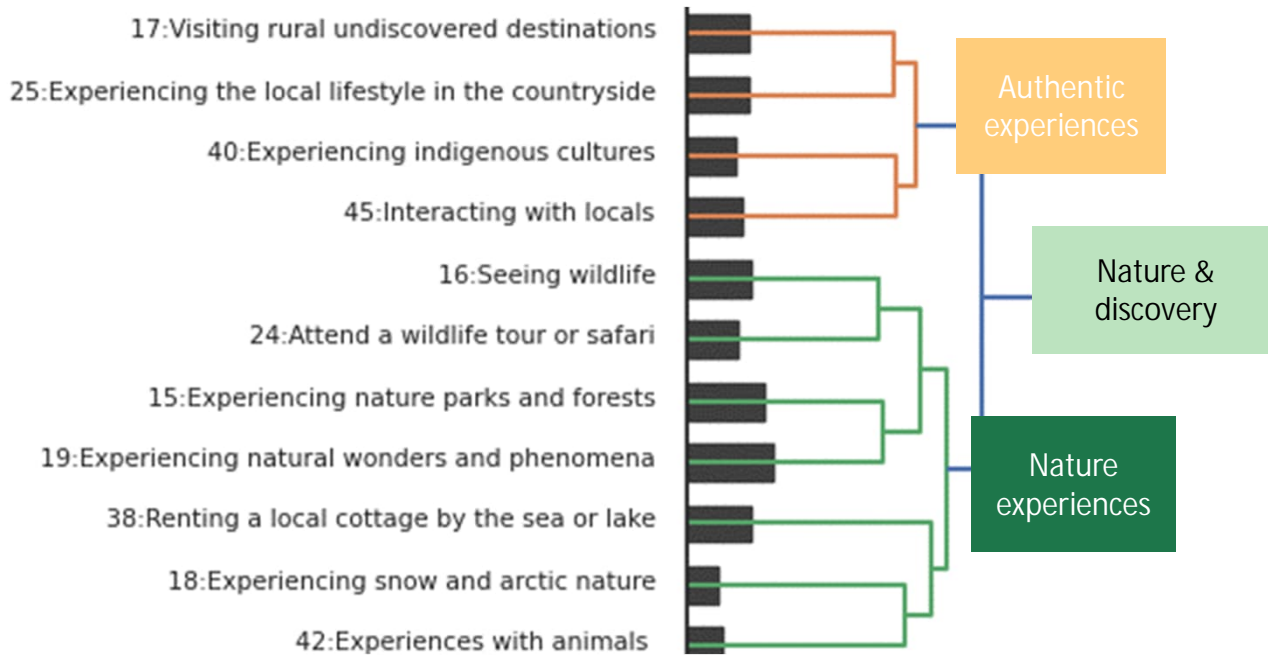 17:Visiting rural undiscovered destinations
25:Experiencing the local lifestyle in the countryside
40:Experiencing indigenous cultures
45:Interacting with locals
16:Seeing wildlife
24:Attend a wildlife tour or safari
15:Experiencing nature parks and forests
19:Experiencing natural wonders and phenomena
38:Renting a local cottage by the sea or lake
18:Experiencing snow and arctic nature
42:Experiences with animals
Authentic
experiences
Nature &
discovery
Nature
experiences